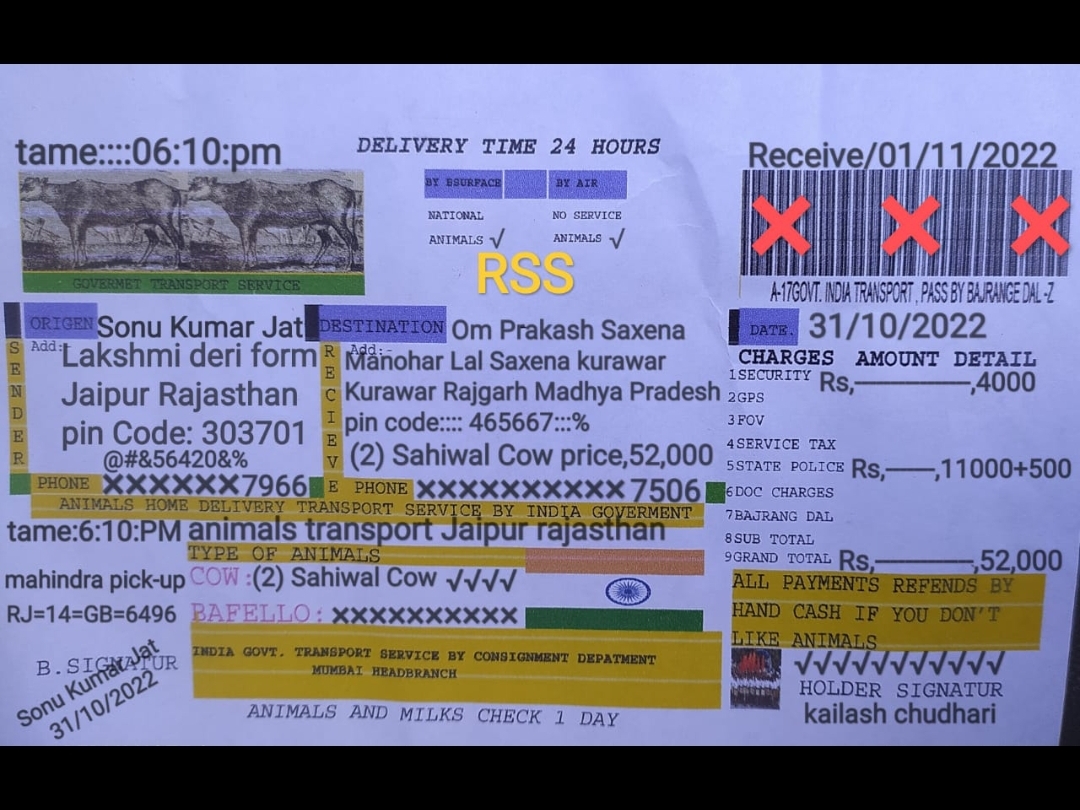 tame::::06:10:pm
DELIVERY TIME 24 HOURS
Receive/01/11/2022
BY BSURFACE
BY AIR
NATIONAL
NO SERVICE
ANIMALS √
ANIMALS √
RSS
GOVERMET TRANSPORT SERVICE
A-17GOVT. INDIA TRANSPORT , PASS BY BAJRANGE DAL -Z
ORIGEN Sonu Kumar Jat
Add:-
Lakshmi deri form
Jaipur Rajasthan
pin Code: 303701
@#&56420&%
SENDER
PHONE ××××××7966
DESTINATION Om Prakash Saxena
Add:-
Manohar Lal Saxena kurawar
Kurawar Rajgarh Madhya Pradesh
pin code:::: 465667:::%
(2) Sahiwal Cow price,52,000
RECIEVE
PHONE ××××××××××7506
DATE. 31/10/2022
CHARGES AMOUNT DETAIL
1SECURITY Rs,————,4000
2GPS
3FOV
4SERVICE TAX
5STATE POLICE Rs,——,11000+500
6DOC CHARGES
7BAJRANG DAL
8SUB TOTAL
9GRAND TOTAL Rs,————,52,000
ANIMALS HOME DELIVERY TRANSPORT SERVICE BY INDIA GOVERMENT
tame:6:10:PM animals transport Jaipur rajasthan
TYPE OF ANIMALS
mahindra pick-up
COW :(2) Sahiwal Cow √√√√
RJ=14=GB=6496
BAFELLO: ××××××××××
ALL PAYMENTS REFENDS BY
HAND CASH IF YOU DON'T
LIKE ANIMALS
INDIA GOVT. TRANSPORT SERVICE BY CONSIGNMENT DEPATMENT
MUMBAI HEADBRANCH
B.SIGNATUR
Sonu Kumar Jat
31/10/2022
√√√√√√√√√√√
HOLDER SIGNATUR
kailash chudhari
ANIMALS AND MILKS CHECK 1 DAY